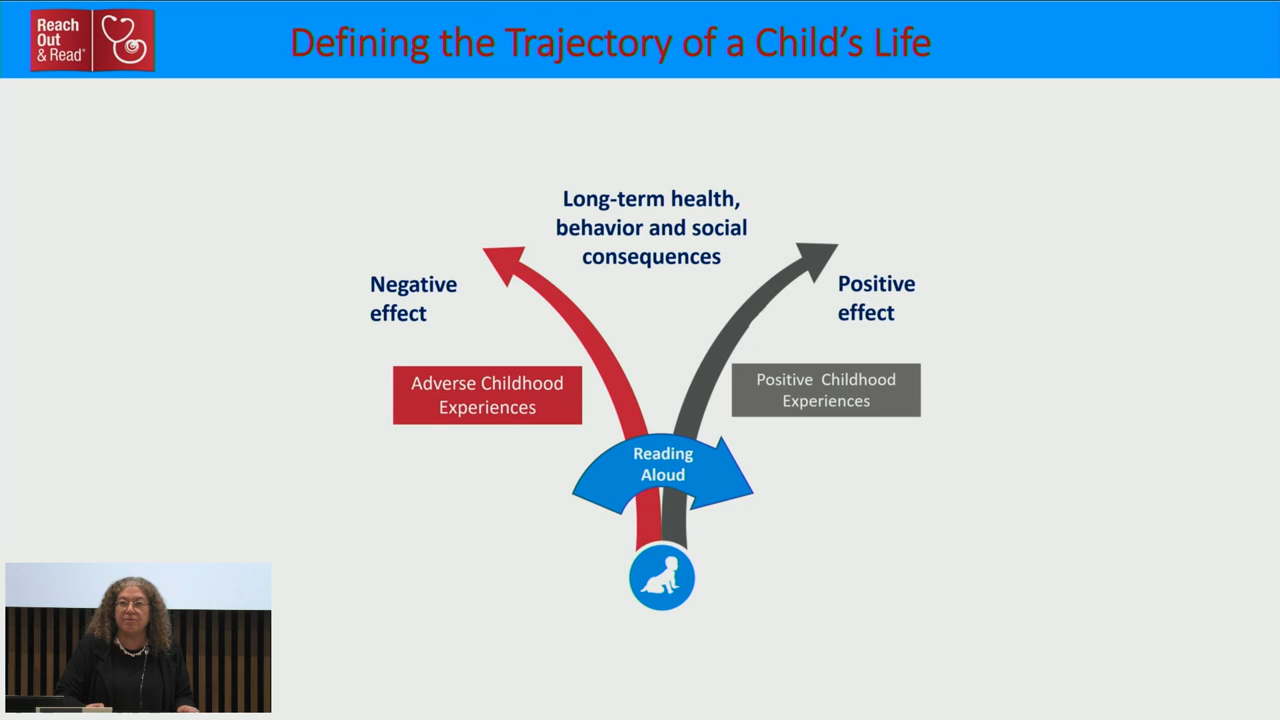 Reach
Out
& Read®
Defining the Trajectory of a Child's Life
Long-term health,
behavior and social
consequences
Negative
effect
Positive
effect
Adverse Childhood
Experiences
Positive Childhood
Experiences
Reading
Aloud